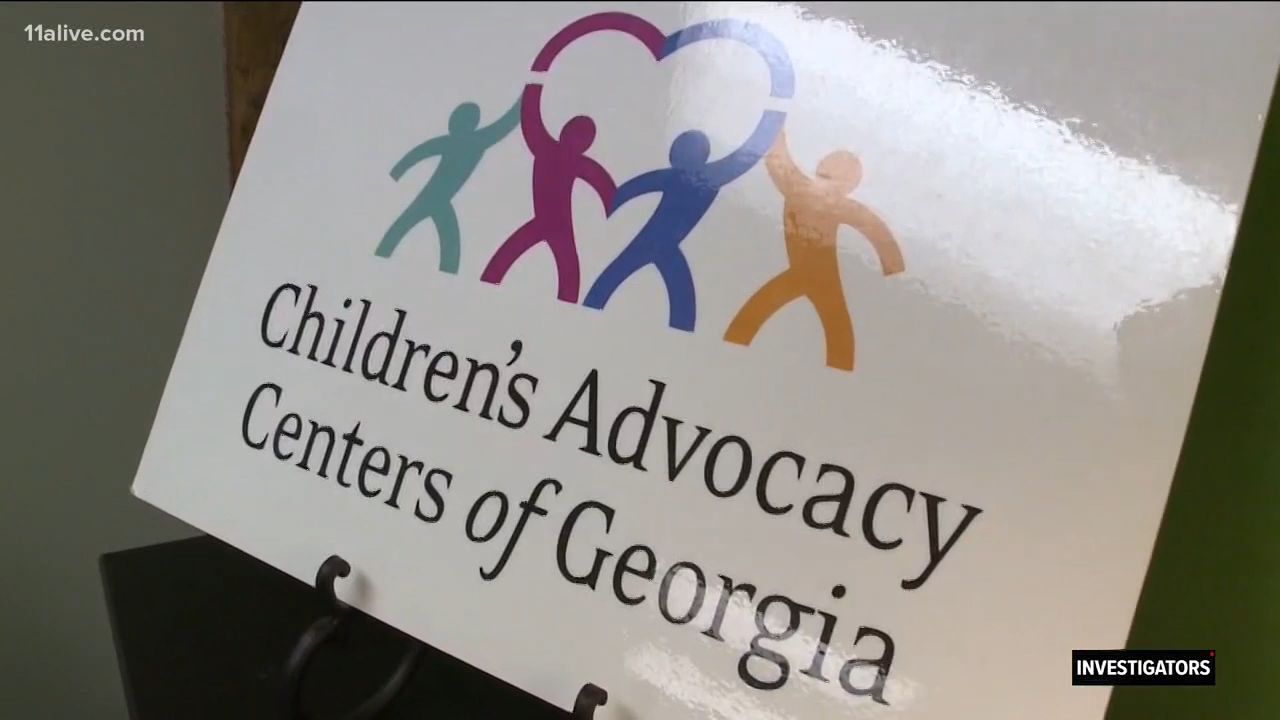 11alive.com
Children's Advocacy
Centers of Georgia
INVESTIGATORS